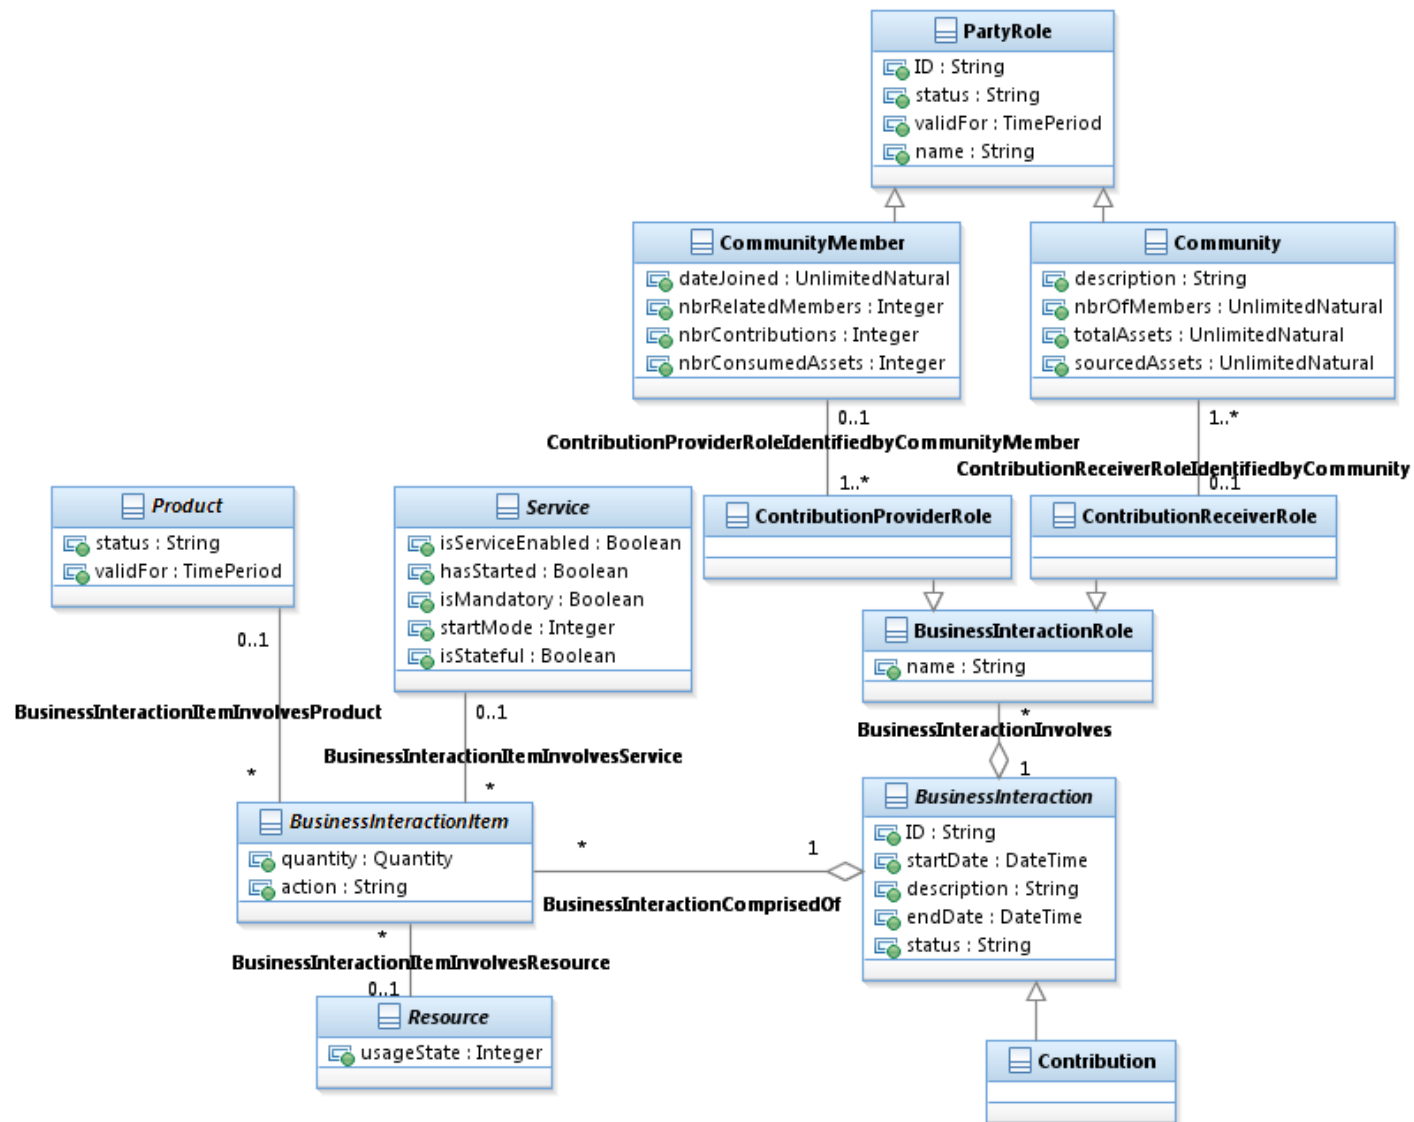 PartyRole
ID : String
status : String
validFor : TimePeriod
name : String
CommunityMember
dateJoined : UnlimitedNatural
nbrRelatedMembers : Integer
nbrContributions : Integer
nbrConsumedAssets : Integer
Community
description : String
nbrOfMembers : UnlimitedNatural
totalAssets : UnlimitedNatural
sourcedAssets : UnlimitedNatural
0..1
ContributionProviderRoleIdentifiedbyCommunityMember
1..*
1..*
ContributionReceiverRoleIdentifiedbyCommunity
0..1
Product
status : String
validFor : TimePeriod
Service
isServiceEnabled : Boolean
hasStarted : Boolean
isMandatory : Boolean
startMode : Integer
isStateful : Boolean
ContributionProviderRole
ContributionReceiverRole
BusinessInteractionRole
name : String
0..1
BusinessInteractionItemInvolvesProduct
*
0..1
BusinessInteractionItemInvolvesService
*
*
BusinessInteractionInvolves
1
BusinessInteractionItem
quantity : Quantity
action : String
*
1
BusinessInteractionComprisedOf
BusinessInteraction
ID : String
startDate : DateTime
description : String
endDate : DateTime
status : String
*
BusinessInteractionItemInvolvesResource
0..1
Resource
usageState : Integer
Contribution